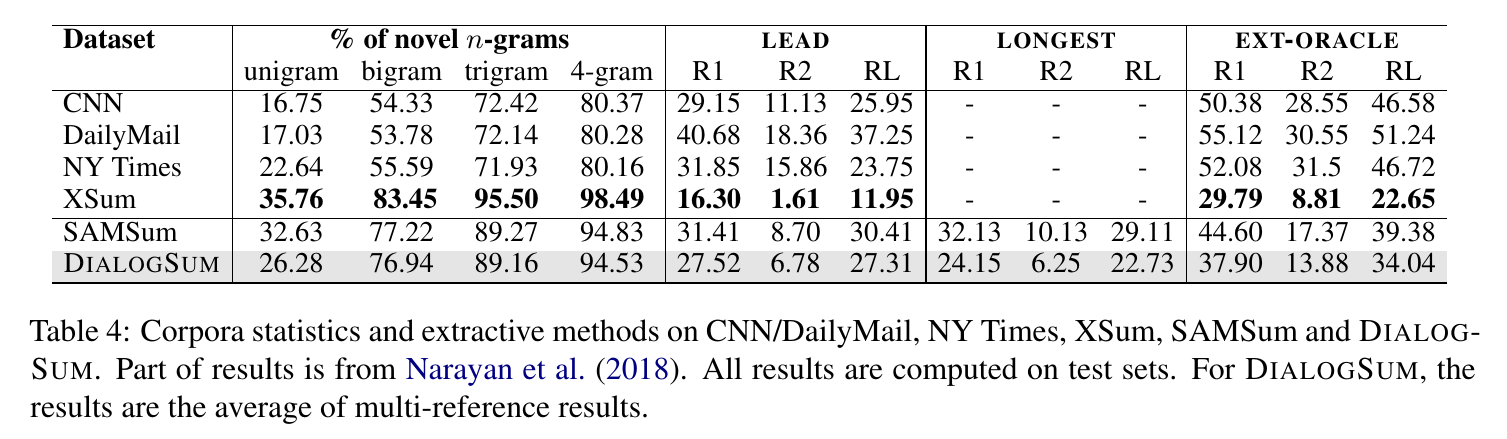 Dataset % of novel n-grams LEAD LONGEST EXT-ORACLE
unigram bigram trigram 4-gram R1 R2 RL R1 R2 RL R1 R2 RL
CNN 16.75 54.33 72.42 80.37 29.15 11.13 25.95 - - - 50.38 28.55 46.58
DailyMail 17.03 53.78 72.14 80.28 40.68 18.36 37.25 - - - 55.12 30.55 51.24
NY Times 22.64 55.59 71.93 80.16 31.85 15.86 23.75 - - - 52.08 31.5 46.72
XSum 35.76 83.45 95.50 98.49 16.30 1.61 11.95 - - - 29.79 8.81 22.65
SAMSum 32.63 77.22 89.27 94.83 31.41 8.70 30.41 32.13 10.13 29.11 44.60 17.37 39.38
DIALOGSUM 26.28 76.94 89.16 94.53 27.52 6.78 27.31 24.15 6.25 22.73 37.90 13.88 34.04
Table 4: Corpora statistics and extractive methods on CNN/DailyMail, NY Times, XSum, SAMSum and DIALOG-
SUM. Part of results is from Narayan et al. (2018). All results are computed on test sets. For DIALOGSUM, the
results are the average of multi-reference results.